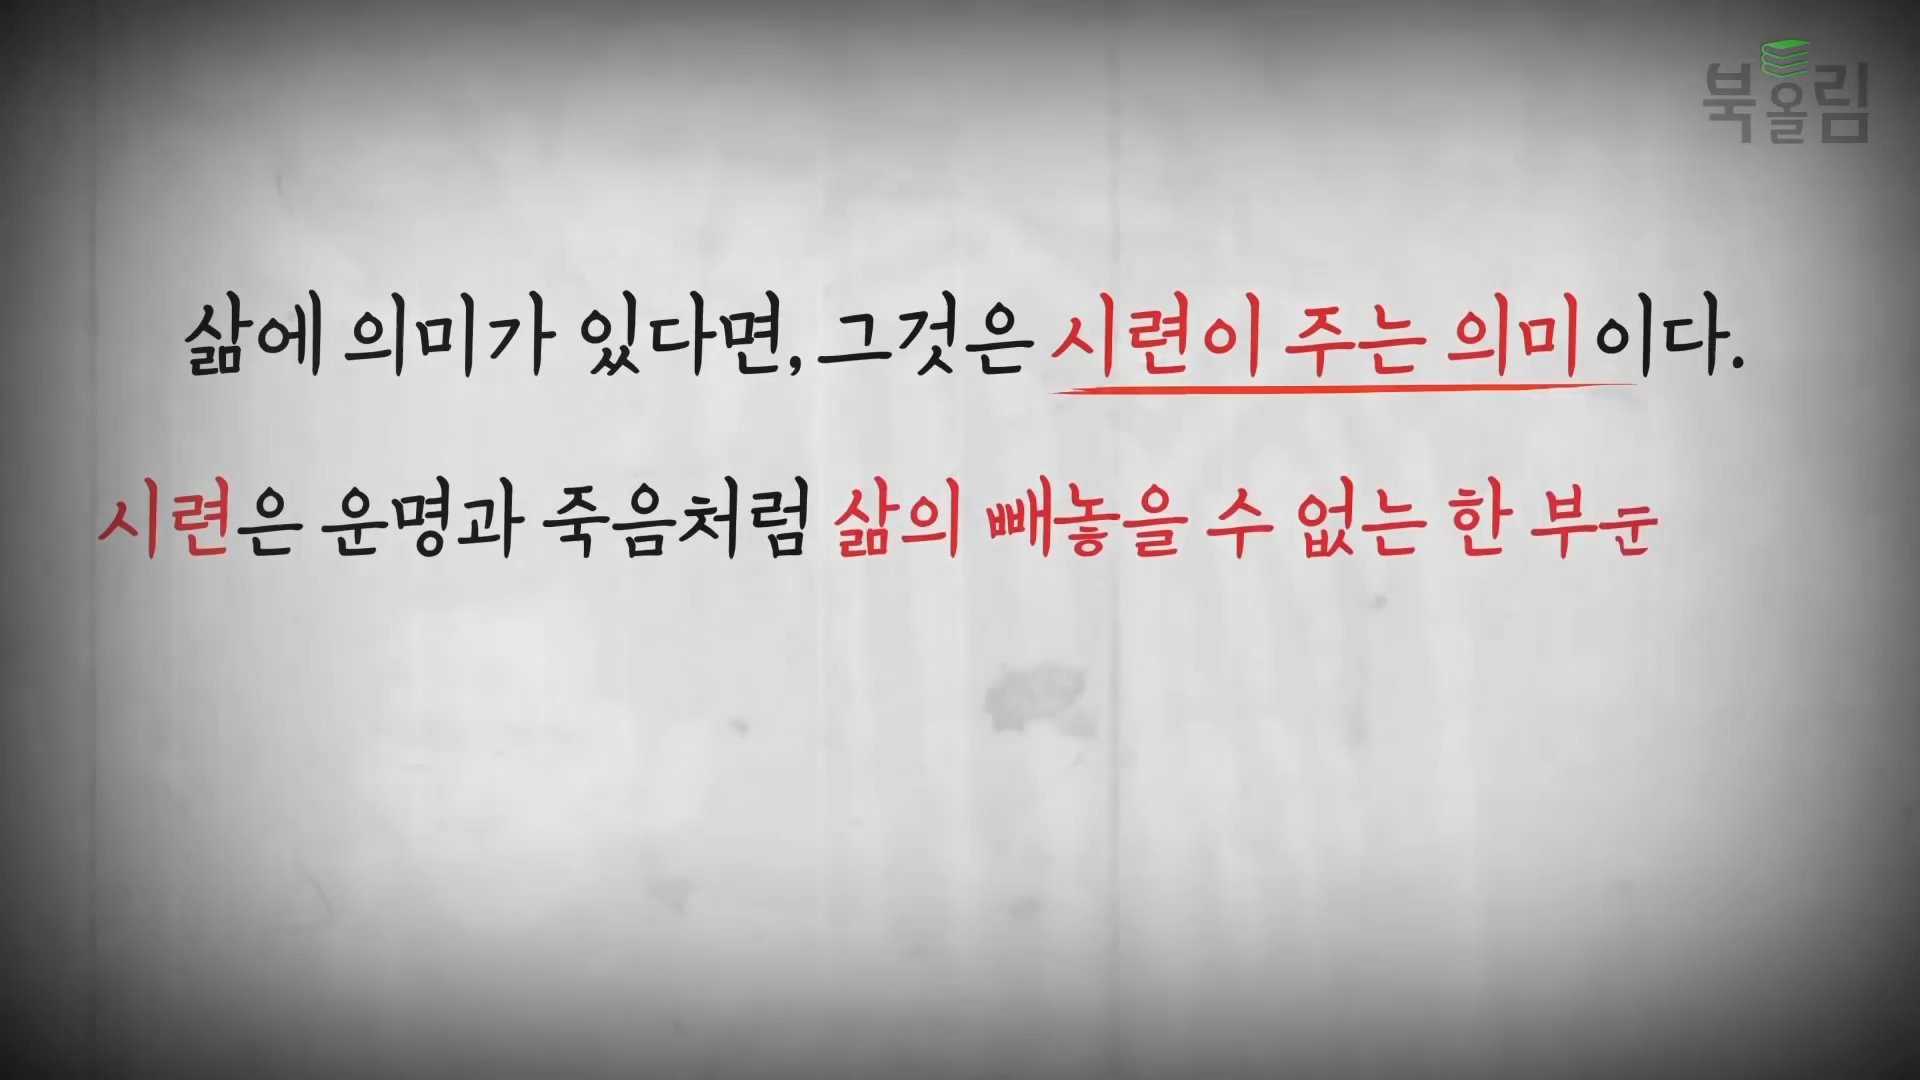 북올림
삶에 의미가 있다면, 그것은 시련이 주는 의미이다.
시련은 운명과 죽음처럼 삶의 빼놓을 수 없는 한